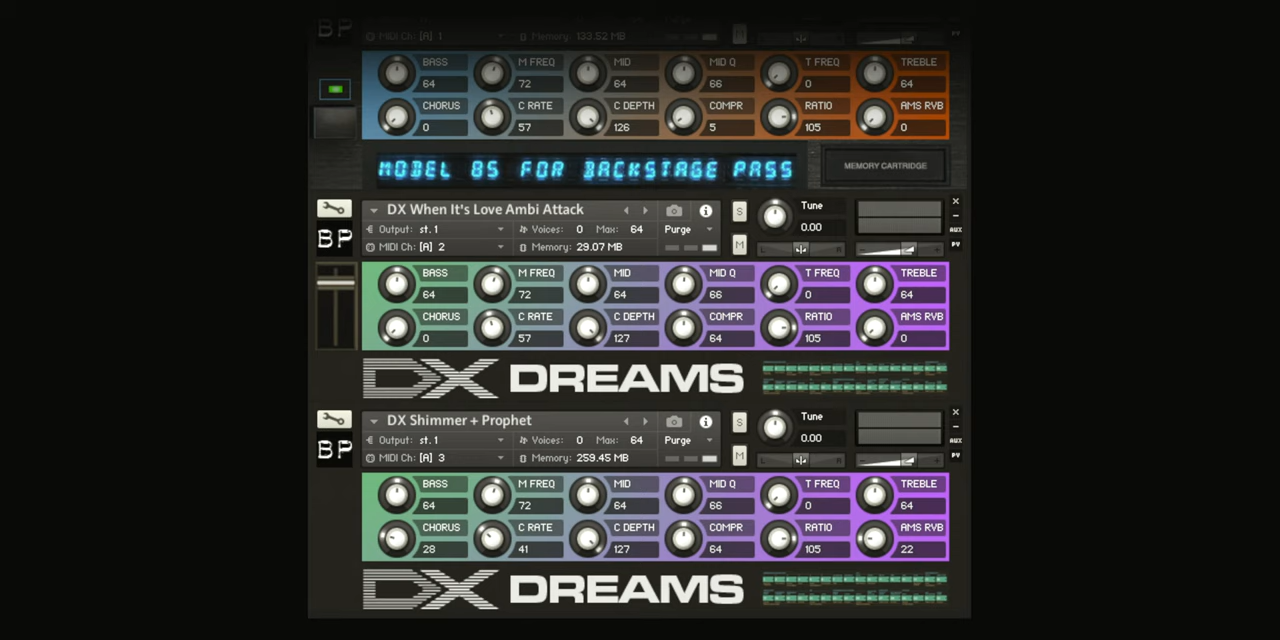 BP MIDI Ch: [A] 1 Memory: 133.52 MB
BASS 64 M FREQ 72 MID 64 MID Q 66 T FREQ 0 TREBLE 64
CHORUS 0 C RATE 57 C DEPTH 126 COMPR 5 RATIO 105 AMS RVB 0
MODEL 85 FOR BACKSTAGE PASS MEMORY CARTRIDGE
DX When It's Love Ambi Attack S Tune
Output: st. 1 Voices: 0 Max: 64 Purge 0.00 AUX
BP MIDI Ch: [A] 2 Memory: 29.07 MB M L R PV
BASS 64 M FREQ 72 MID 64 MID Q 66 T FREQ 0 TREBLE 64
CHORUS 0 C RATE 57 C DEPTH 127 COMPR 64 RATIO 105 AMS RVB 0
DX DREAMS
DX Shimmer + Prophet S Tune
Output: st. 1 Voices: 0 Max: 64 Purge 0.00 AUX
BP MIDI Ch: [A] 3 Memory: 259.45 MB M L R PV
BASS 64 M FREQ 72 MID 64 MID Q 66 T FREQ 0 TREBLE 64
CHORUS 28 C RATE 41 C DEPTH 127 COMPR 64 RATIO 105 AMS RVB 22
DX DREAMS